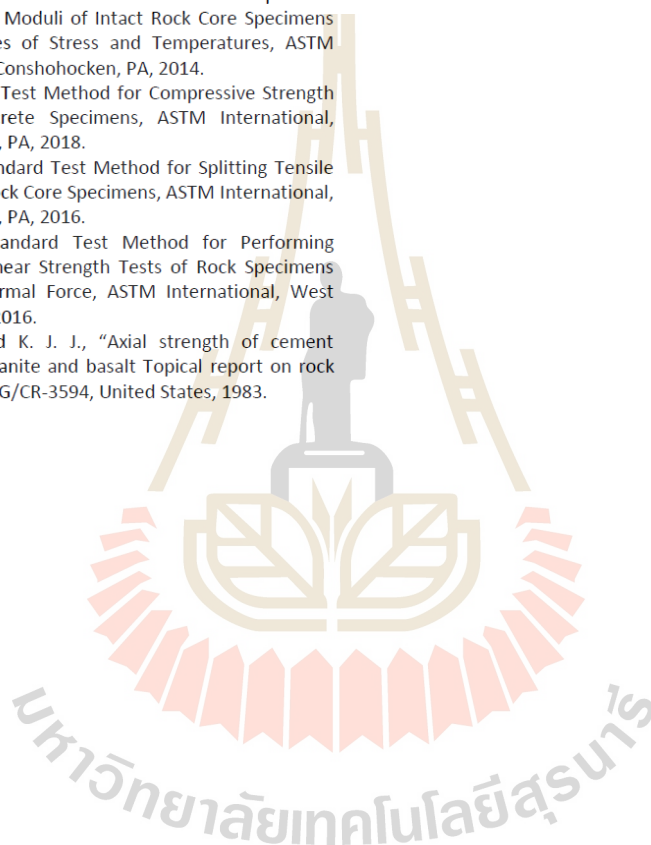 Moduli of Intact Rock Core Specimens
es of Stress and Temperatures, ASTM
Conshohocken, PA, 2014.
Test Method for Compressive Strength
rete Specimens, ASTM International,
, PA, 2018.
ndard Test Method for Splitting Tensile
ock Core Specimens, ASTM International,
, PA, 2016.
tandard Test Method for Performing
hear Strength Tests of Rock Specimens
rmal Force, ASTM International, West
2016.
d K. J. J., “Axial strength of cement
anite and basalt Topical report on rock
G/CR-3594, United States, 1983.
มหาวิทยาลัยเทคโนโลยีสุรนารี